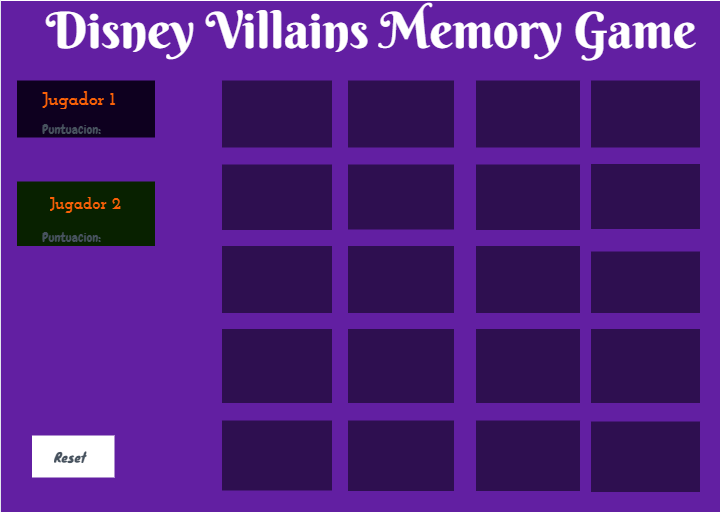 Disney Villains Memory Game
Jugador 1
Puntuacion:
Jugador 2
Puntuacion:
Reset